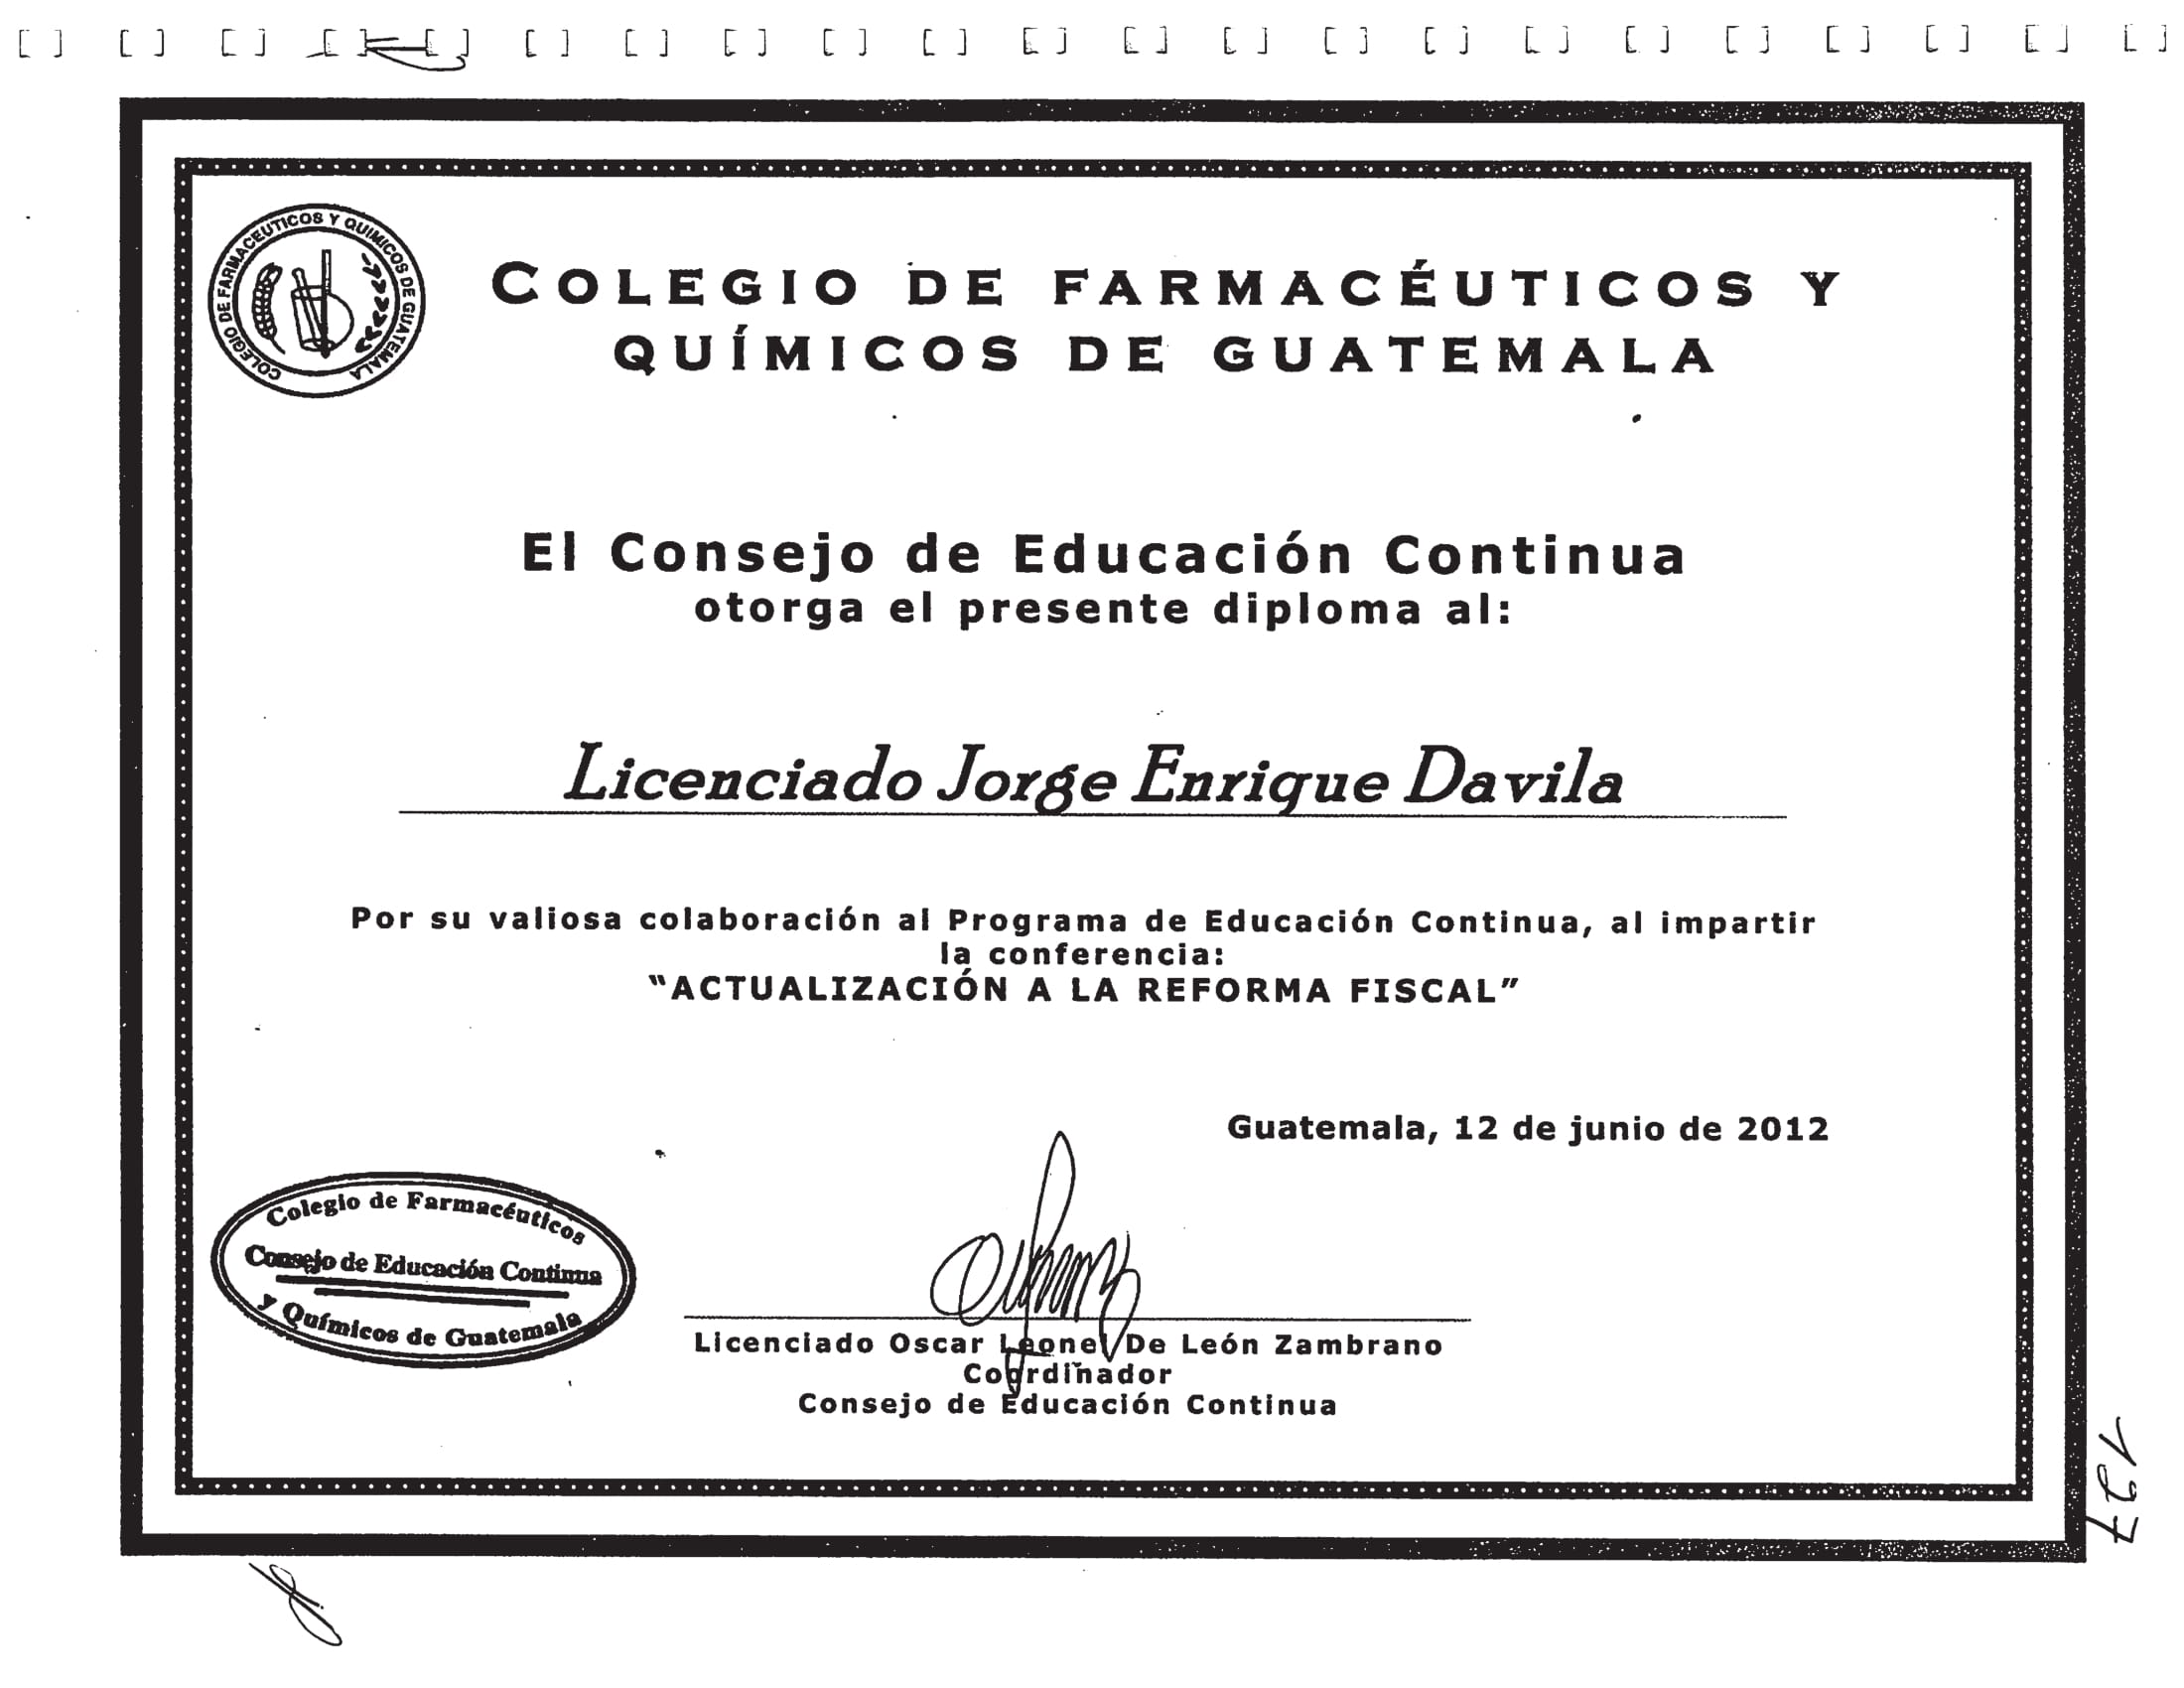 COLEGIO DE FARMACEUTICOS Y QUIMICOS DE GUATEMALA
COLEGIO DE FARMACÉUTICOS Y
QUÍMICOS DE GUATEMALA
El Consejo de Educación Continua
otorga el presente diploma al:
Licenciado Jorge Enrique Davila
Por su valiosa colaboración al Programa de Educación Continua, al impartir
la conferencia:
“ACTUALIZACIÓN A LA REFORMA FISCAL”
Guatemala, 12 de junio de 2012
Colegio de Farmacéuticos
Consejo de Educación Continua
y Químicos de Guatemala
Licenciado Oscar Leonel De León Zambrano
Coordinador
Consejo de Educación Continua
197